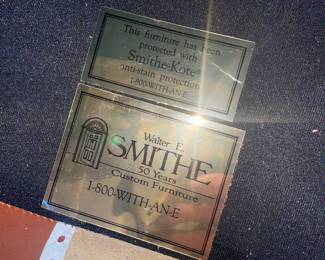 This furniture has been
protected with
Smithe-Kote®
anti-stain protection
1-800-WITH-AN-E
Walter E.
SMITHE
50 Years
Custom Furniture
1-800-WITH-AN-E